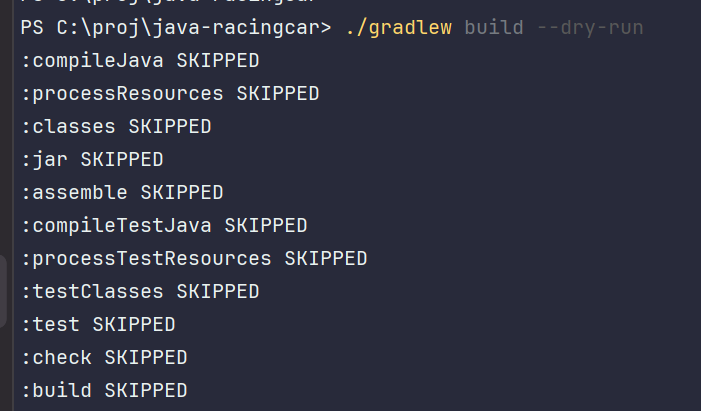 PS C:\proj\java-racingcar> ./gradlew build --dry-run
:compileJava SKIPPED
:processResources SKIPPED
:classes SKIPPED
:jar SKIPPED
:assemble SKIPPED
:compileTestJava SKIPPED
:processTestResources SKIPPED
:testClasses SKIPPED
:test SKIPPED
:check SKIPPED
:build SKIPPED